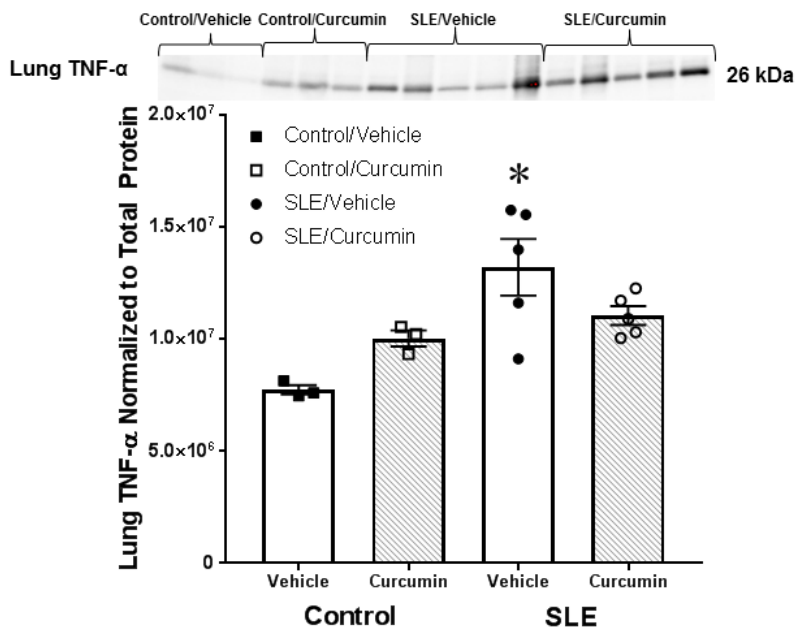 Control/Vehicle Control/Curcumin SLE/Vehicle SLE/Curcumin
Lung TNF-α 26 kDa
Lung TNF-α Normalized to Total Protein
2.0×10⁷
1.5×10⁷
1.0×10⁷
5.0×10⁶
0
Control/Vehicle
Control/Curcumin
SLE/Vehicle
SLE/Curcumin
*
Vehicle Curcumin Vehicle Curcumin
Control SLE